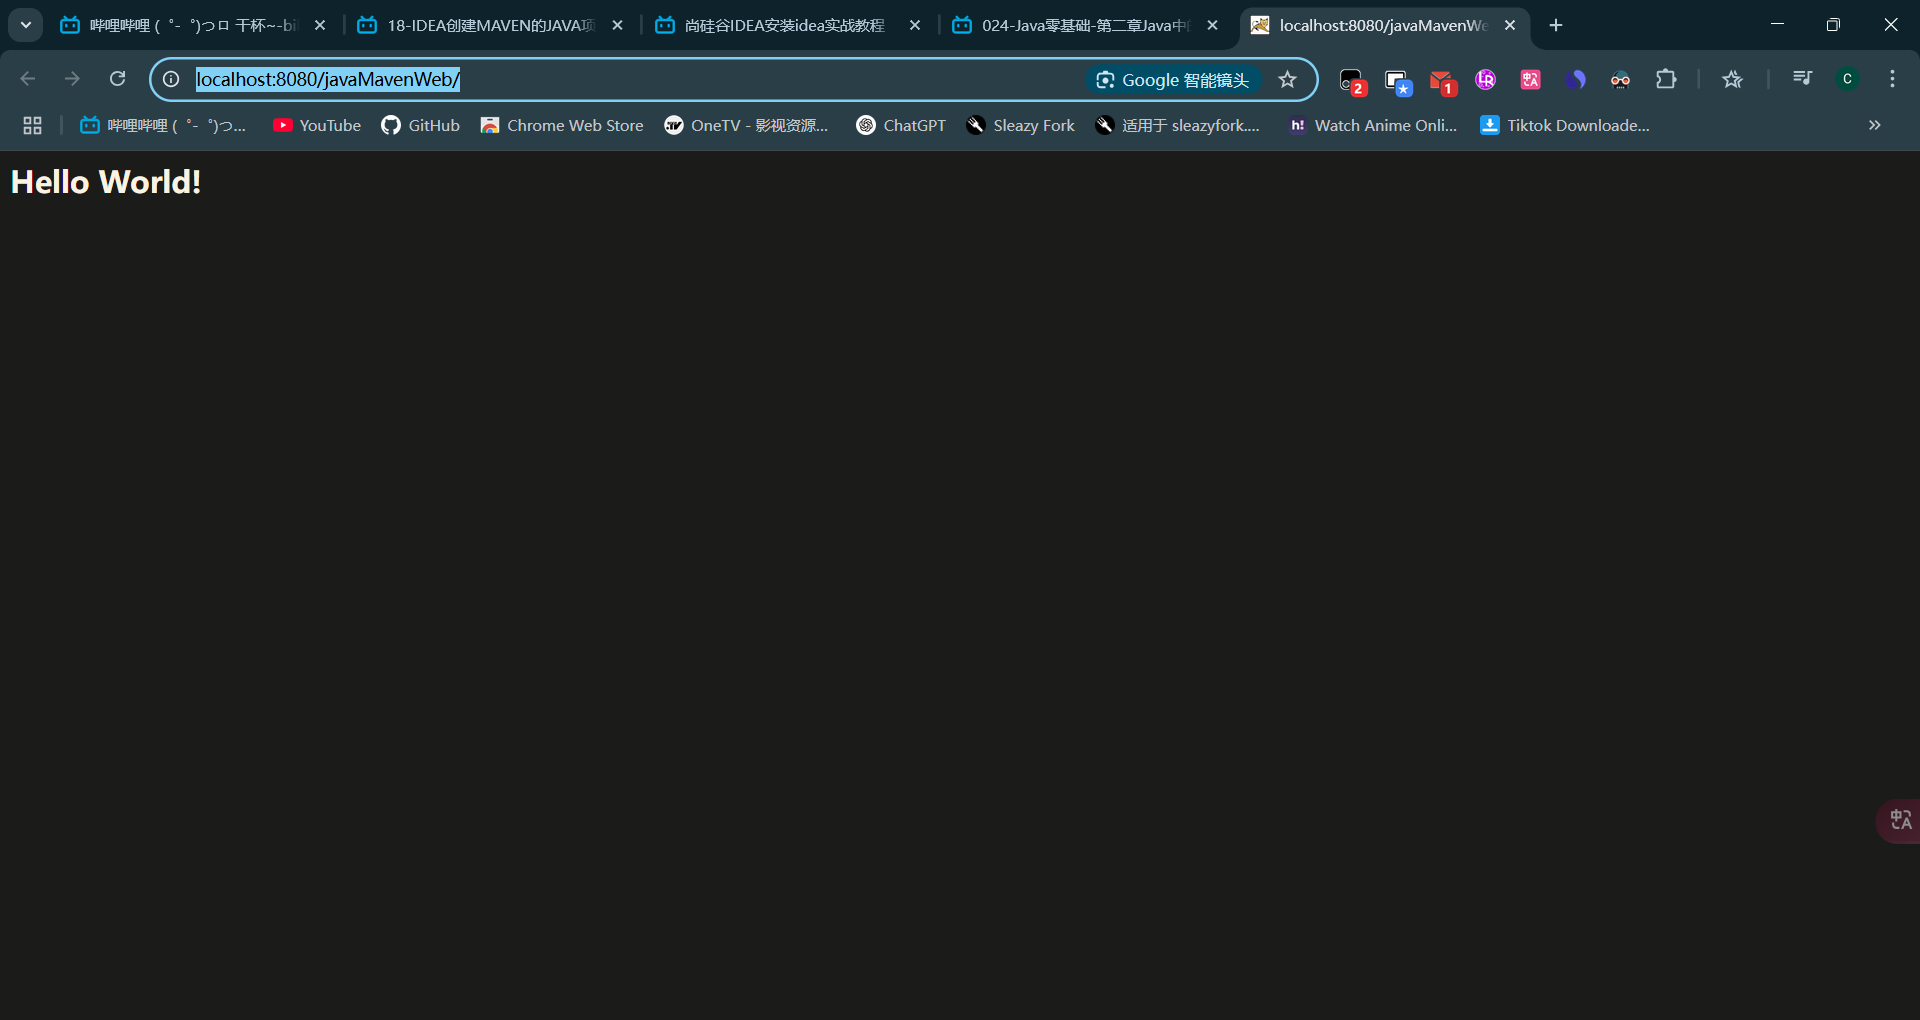 哔哩哔哩 (゜-゜)つロ 干杯~-bi
18-IDEA创建MAVEN的JAVA项
尚硅谷IDEA安装idea实战教程
024-Java零基础-第二章Java中
localhost:8080/javaMavenWe
localhost:8080/javaMavenWeb/
Google 智能镜头
2
1
C
哔哩哔哩 (゜-゜)つ...
YouTube
GitHub
Chrome Web Store
OneTV - 影视资源...
ChatGPT
Sleazy Fork
适用于 sleazyfork....
h!
Watch Anime Onli...
Tiktok Downloade...
Hello World!